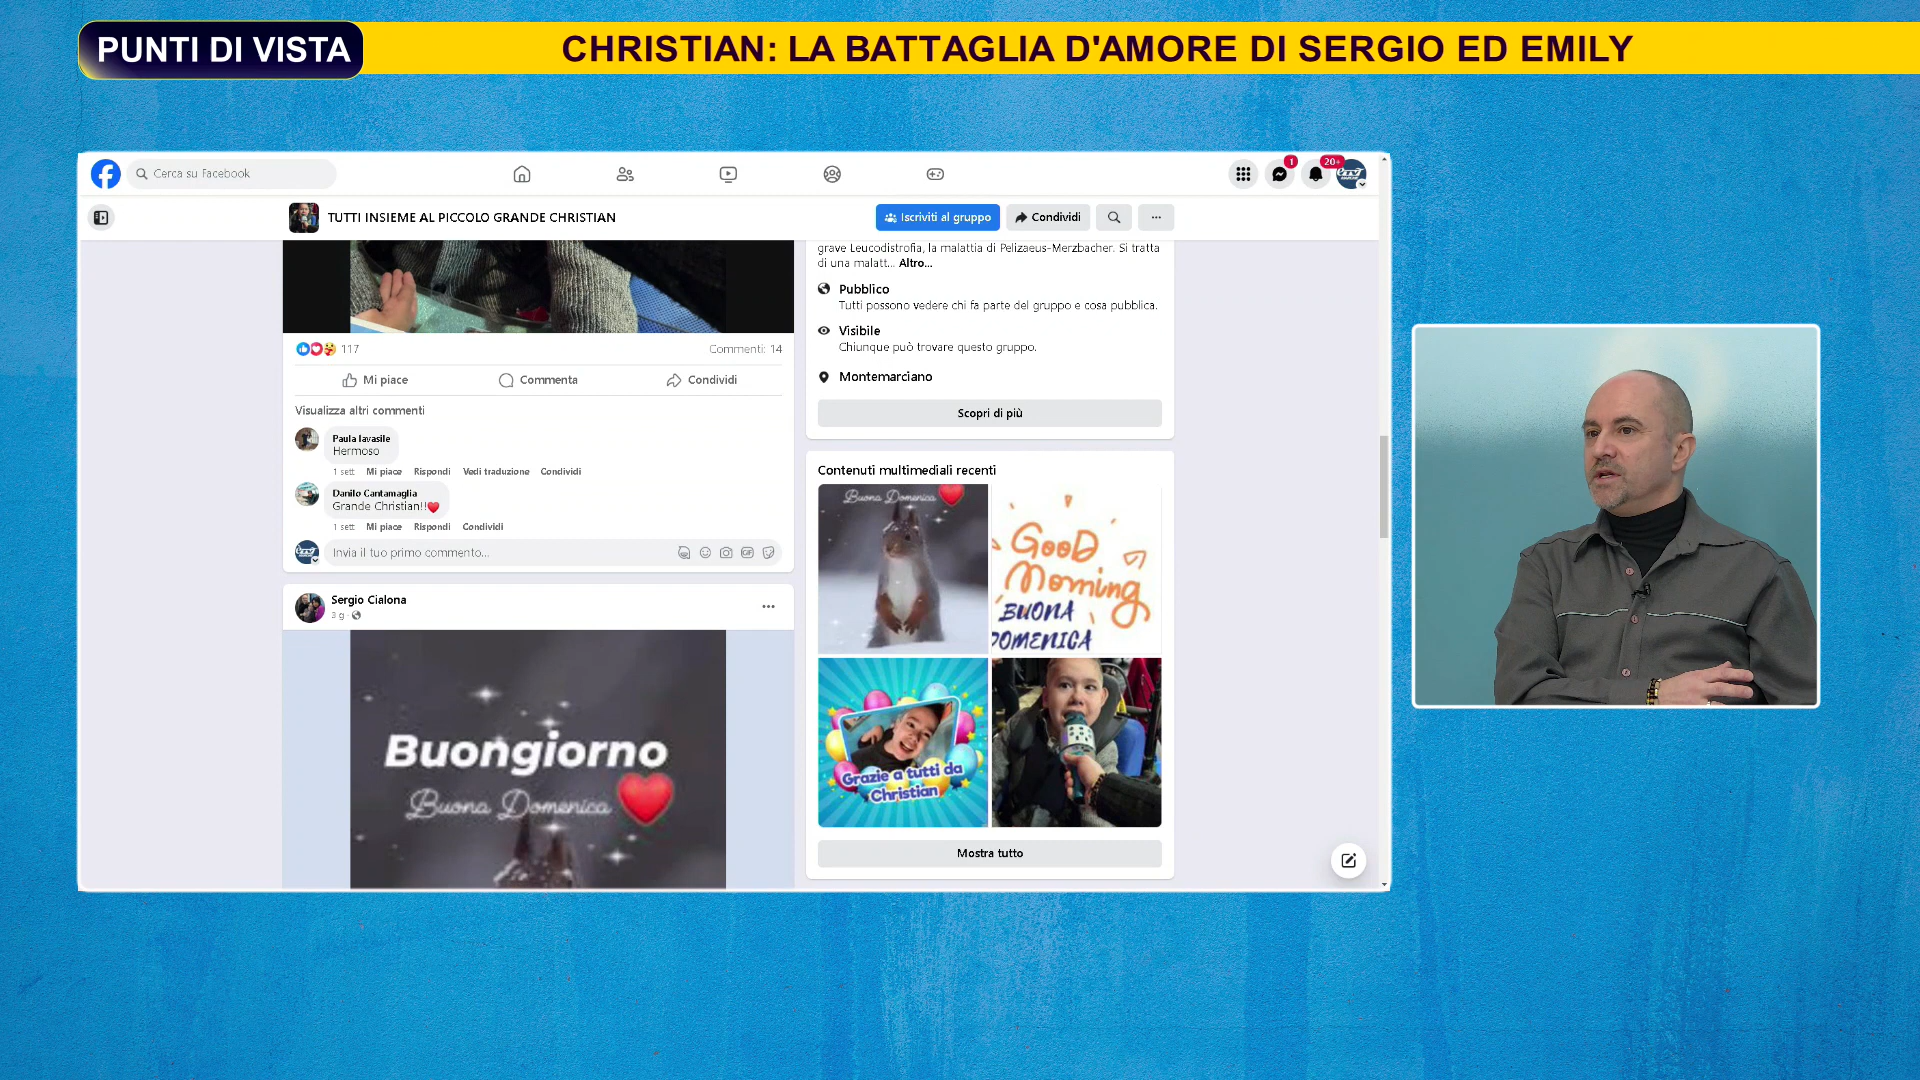 PUNTI DI VISTA
CHRISTIAN: LA BATTAGLIA D'AMORE DI SERGIO ED EMILY
Cerca su Facebook
1
20+
TUTTI INSIEME AL PICCOLO GRANDE CHRISTIAN
Iscriviti al gruppo
Condividi
117
Commenti: 14
Mi piace
Commenta
Condividi
Visualizza altri commenti
Paula Iavasile
Hermoso
1 sett Mi piace Rispondi Vedi traduzione Condividi
Danilo Cantamaglia
Grande Christian!!
1 sett Mi piace Rispondi Condividi
Invia il tuo primo commento...
Sergio Cialona
3 g
Buongiorno
Buona Domenica
grave Leucodistrofia, la malattia di Pelizaeus-Merzbacher. Si tratta
di una malatt... Altro...
Pubblico
Tutti possono vedere chi fa parte del gruppo e cosa pubblica.
Visibile
Chiunque può trovare questo gruppo.
Montemarciano
Scopri di più
Contenuti multimediali recenti
Buona Domenica
GOOD
Morning
BUONA
DOMENICA
Grazie a tutti da
Christian
Mostra tutto